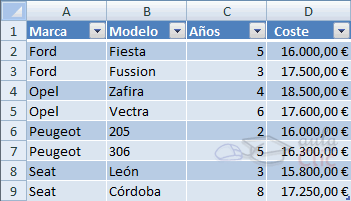 A B C D
1 Marca Modelo Años Coste
2 Ford Fiesta 5 16.000,00 €
3 Ford Fussion 3 17.500,00 €
4 Opel Zafira 4 18.500,00 €
5 Opel Vectra 6 17.600,00 €
6 Peugeot 205 2 16.000,00 €
7 Peugeot 306 5 16.300,00 €
8 Seat León 3 15.800,00 €
9 Seat Córdoba 8 17.250,00 €
aula
Clic